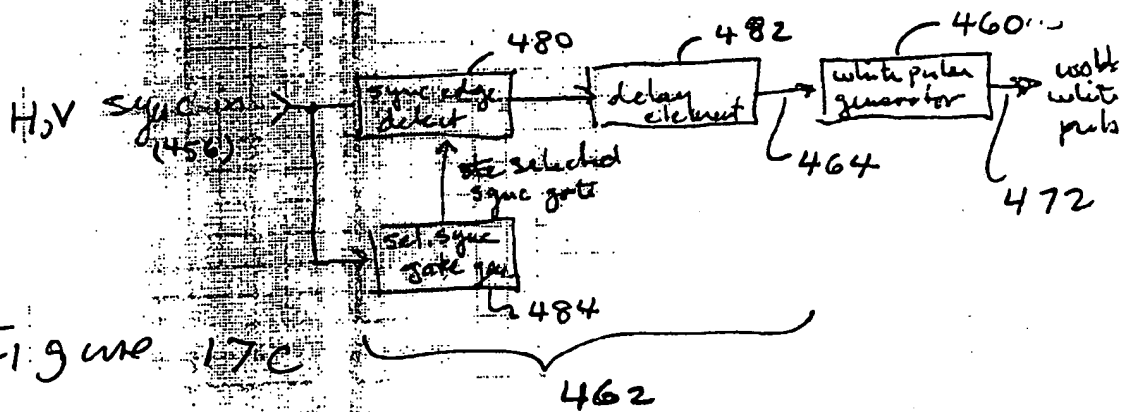 480
482
460
H,V sync in
(456)
sync edge
detect
delay
element
white pulse
generator
white
464
472
selected
sync gate
sel. sync
gate gen
484
Figure 17C
462